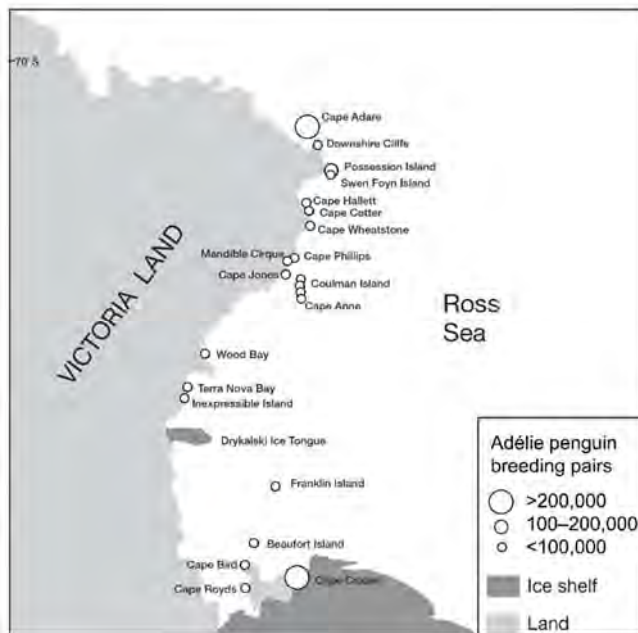 70°S
Cape Adare
Downshire Cliffs
Possession Island
Swen Foyn Island
Cape Hallett
Cape Cotter
Cape Wheatstone
Mandible Cirque
Cape Phillips
Cape Jones
Coulman Island
Cape Anne
VICTORIA LAND
Ross
Sea
Wood Bay
Terra Nova Bay
Inexpressible Island
Drykalski Ice Tongue
Franklin Island
Beaufort Island
Cape Bird
Cape Royds
Cape Crozier
Adélie penguin
breeding pairs
>200,000
100–200,000
<100,000
Ice shelf
Land